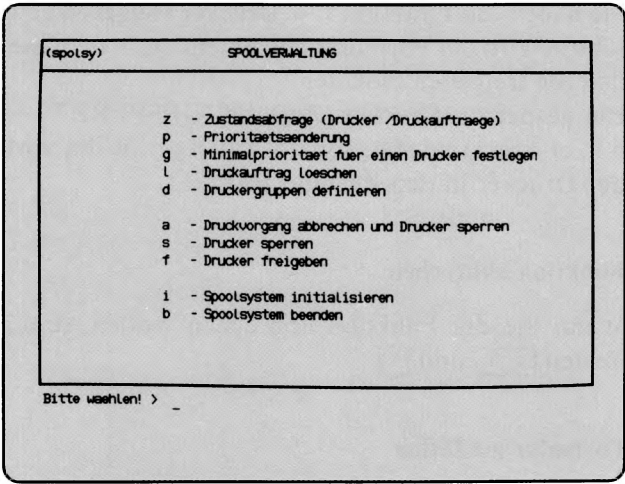 (spolsy) SPOOLVERWALTUNG
z - Zustandsabfrage (Drucker /Druckauftraege)
p - Prioritaetsaenderung
g - Minimalprioritaet fuer einen Drucker festlegen
l - Druckauftrag loeschen
d - Druckergruppen definieren
a - Druckvorgang abbrechen und Drucker sperren
s - Drucker sperren
f - Drucker freigeben
i - Spoolsystem initialisieren
b - Spoolsystem beenden
Bitte waehlen! > _